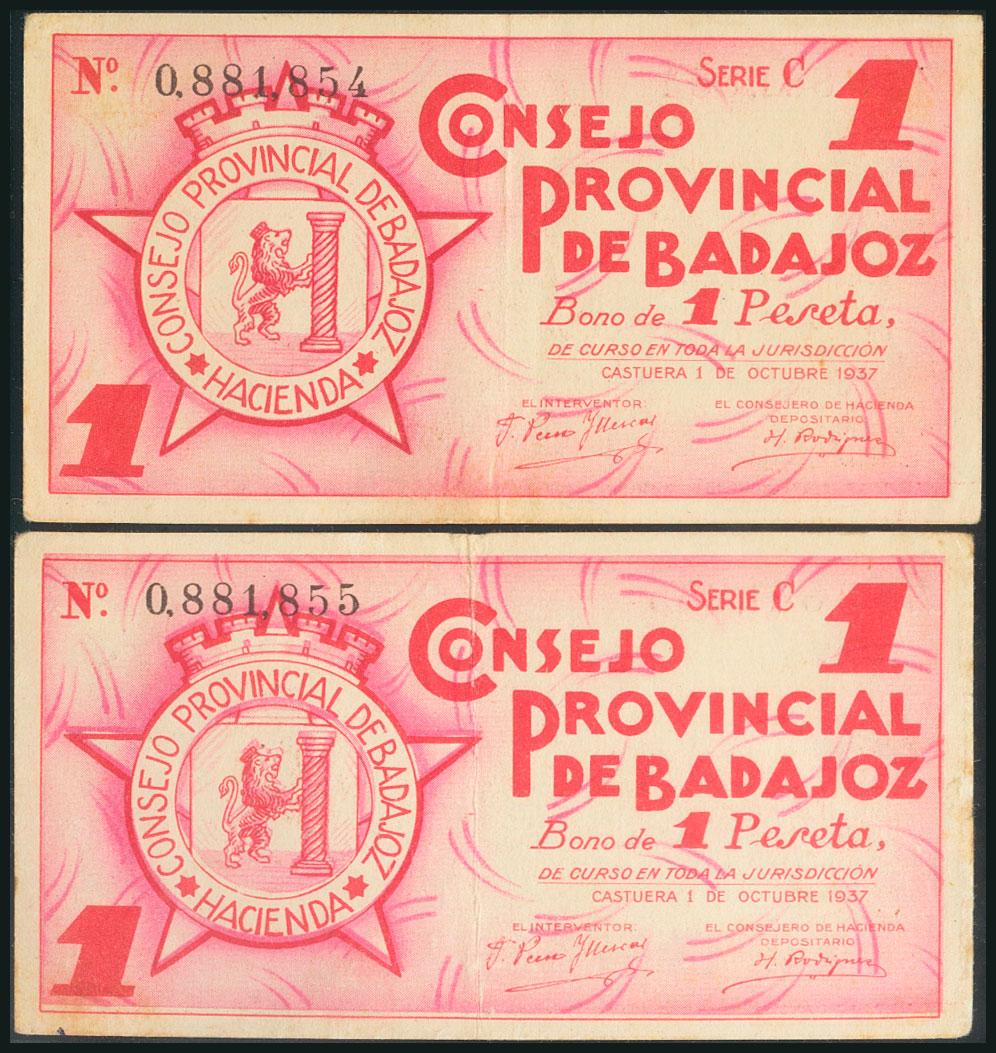 Nº. 0,881,854
SERIE C
1
CONSEJO
PROVINCIAL
DE BADAJOZ
CONSEJO PROVINCIAL DE BADAJOZ
HACIENDA
Bono de 1 Peseta,
DE CURSO EN TODA LA JURISDICCIÓN
CASTUERA 1 DE OCTUBRE 1937
EL INTERVENTOR:
EL CONSEJERO DE HACIENDA
DEPOSITARIO
H. Rodríguez
1
Nº. 0,881,855
SERIE C
1
CONSEJO
PROVINCIAL
DE BADAJOZ
CONSEJO PROVINCIAL DE BADAJOZ
HACIENDA
Bono de 1 Peseta,
DE CURSO EN TODA LA JURISDICCIÓN
CASTUERA 1 DE OCTUBRE 1937
EL INTERVENTOR:
EL CONSEJERO DE HACIENDA
DEPOSITARIO
H. Rodríguez
1